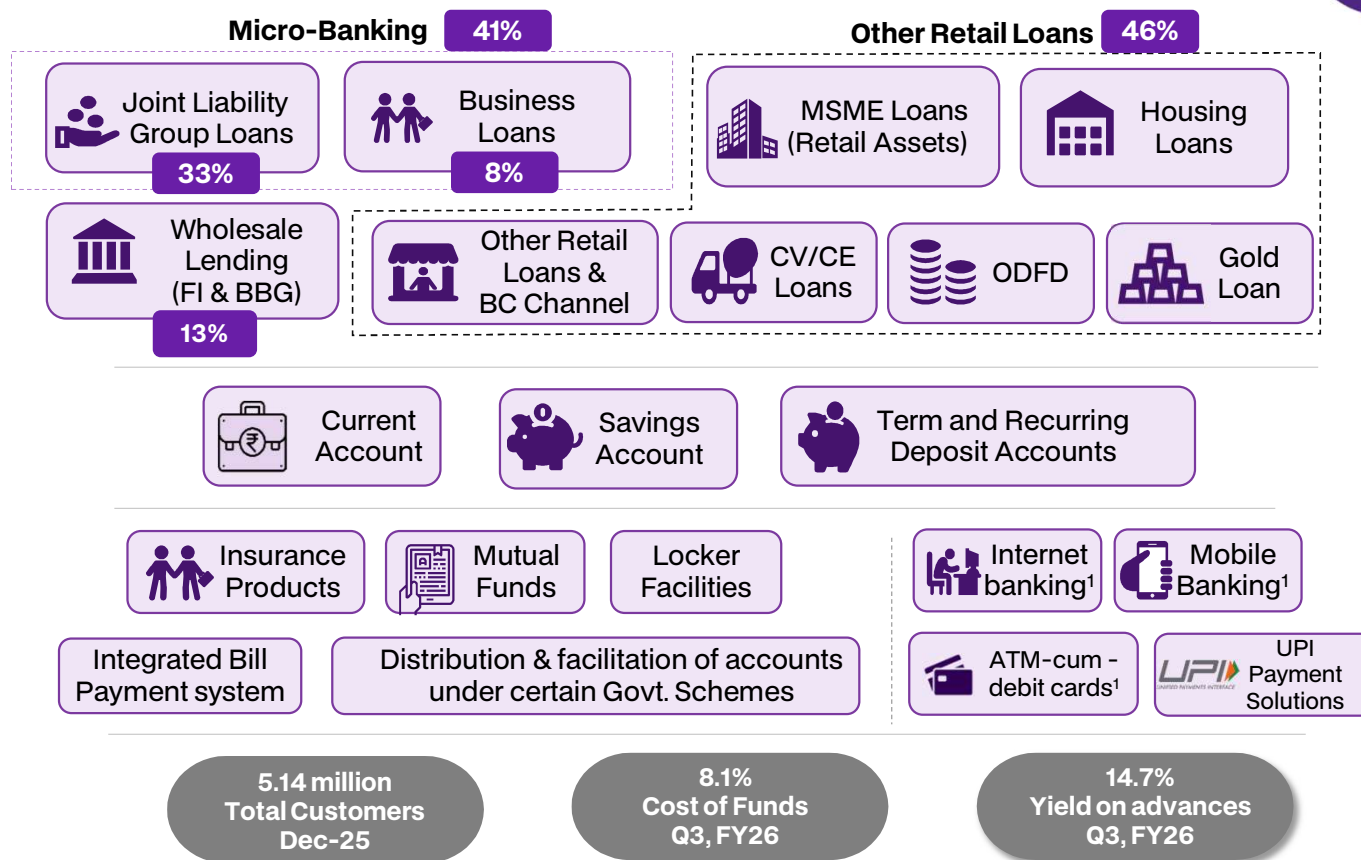 Micro-Banking 41%
Other Retail Loans 46%
Joint Liability
Group Loans
33%
Business
Loans
8%
MSME Loans
(Retail Assets)
Housing
Loans
Wholesale
Lending
(FI & BBG)
13%
Other Retail
Loans &
BC Channel
CV/CE
Loans
ODFD
Gold
Loan
Current
Account
Savings
Account
Term and Recurring
Deposit Accounts
Insurance
Products
Mutual
Funds
Locker
Facilities
Internet
banking¹
Mobile
Banking¹
Integrated Bill
Payment system
Distribution & facilitation of accounts
under certain Govt. Schemes
ATM-cum -
debit cards¹
UPI
UNIFIED PAYMENTS INTERFACE
UPI
Payment
Solutions
5.14 million
Total Customers
Dec-25
8.1%
Cost of Funds
Q3, FY26
14.7%
Yield on advances
Q3, FY26